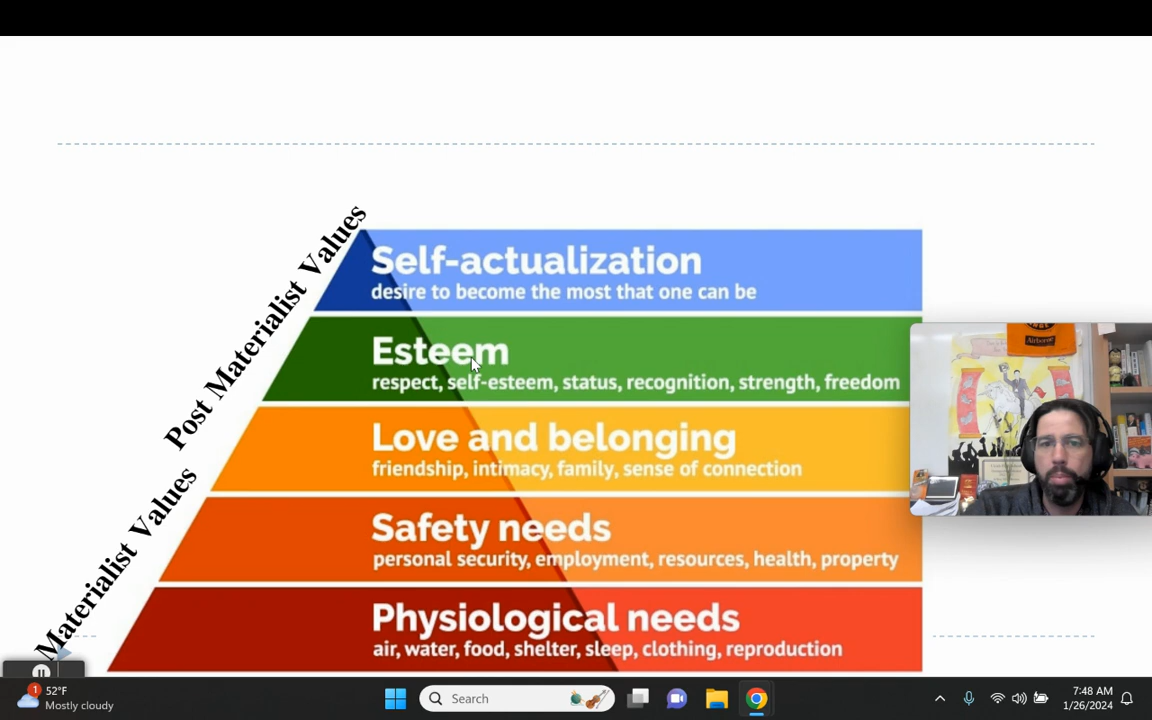 Post Materialist Values
Materialist Values
Self-actualization
desire to become the most that one can be
Esteem
respect, self-esteem, status, recognition, strength, freedom
Love and belonging
friendship, intimacy, family, sense of connection
Safety needs
personal security, employment, resources, health, property
Physiological needs
air, water, food, shelter, sleep, clothing, reproduction
Airborne
1
52°F
Mostly cloudy
Search
7:48 AM
1/26/2024